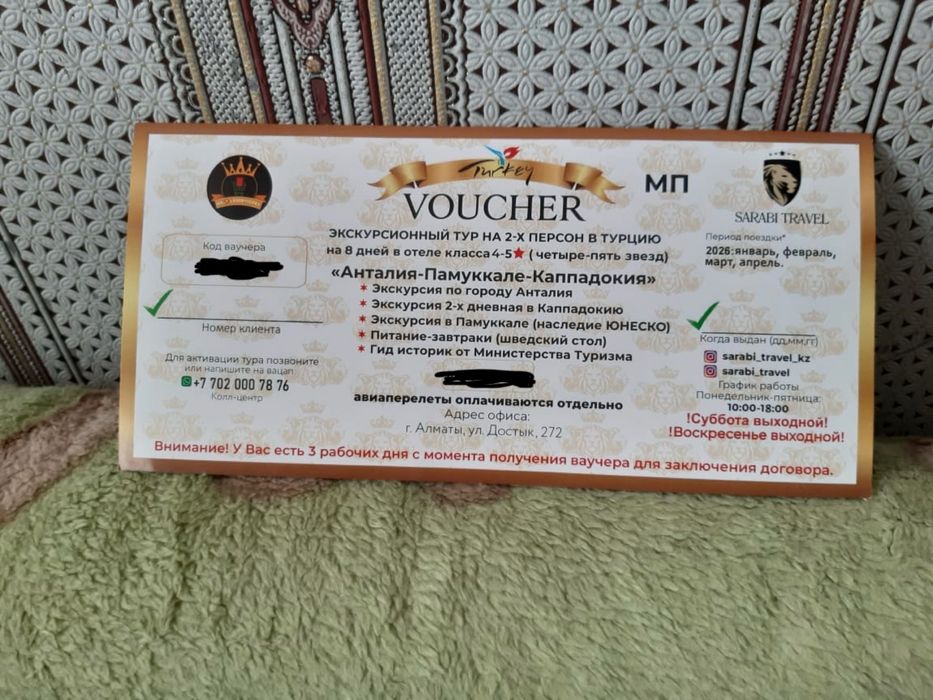 Turkey
VOUCHER
МП
SARABI TRAVEL
ЭКСКУРСИОННЫЙ ТУР НА 2-Х ПЕРСОН В ТУРЦИЮ
на 8 дней в отеле класса 4-5 ( четыре-пять звезд)
«Анталия-Памуккале-Каппадокия»
Экскурсия по городу Анталия
Экскурсия 2-х дневная в Каппадокию
Экскурсия в Памуккале (наследие ЮНЕСКО)
Питание-завтраки (шведский стол)
Гид историк от Министерства Туризма
авиаперелеты оплачиваются отдельно
Адрес офиса:
г. Алматы, ул. Достык, 272
Код ваучера
Номер клиента
Для активации тура позвоните
или напишите на вацап
+7 702 000 78 76
Колл-центр
Период поездки*
2026:январь, февраль,
март, апрель.
Когда выдан (дд,мм,гг)
sarabi_travel_kz
sarabi_travel
График работы
Понедельник-пятница:
10:00-18:00
!Суббота выходной!
!Воскресенье выходной!
Внимание! У Вас есть 3 рабочих дня с момента получения ваучера для заключения договора.